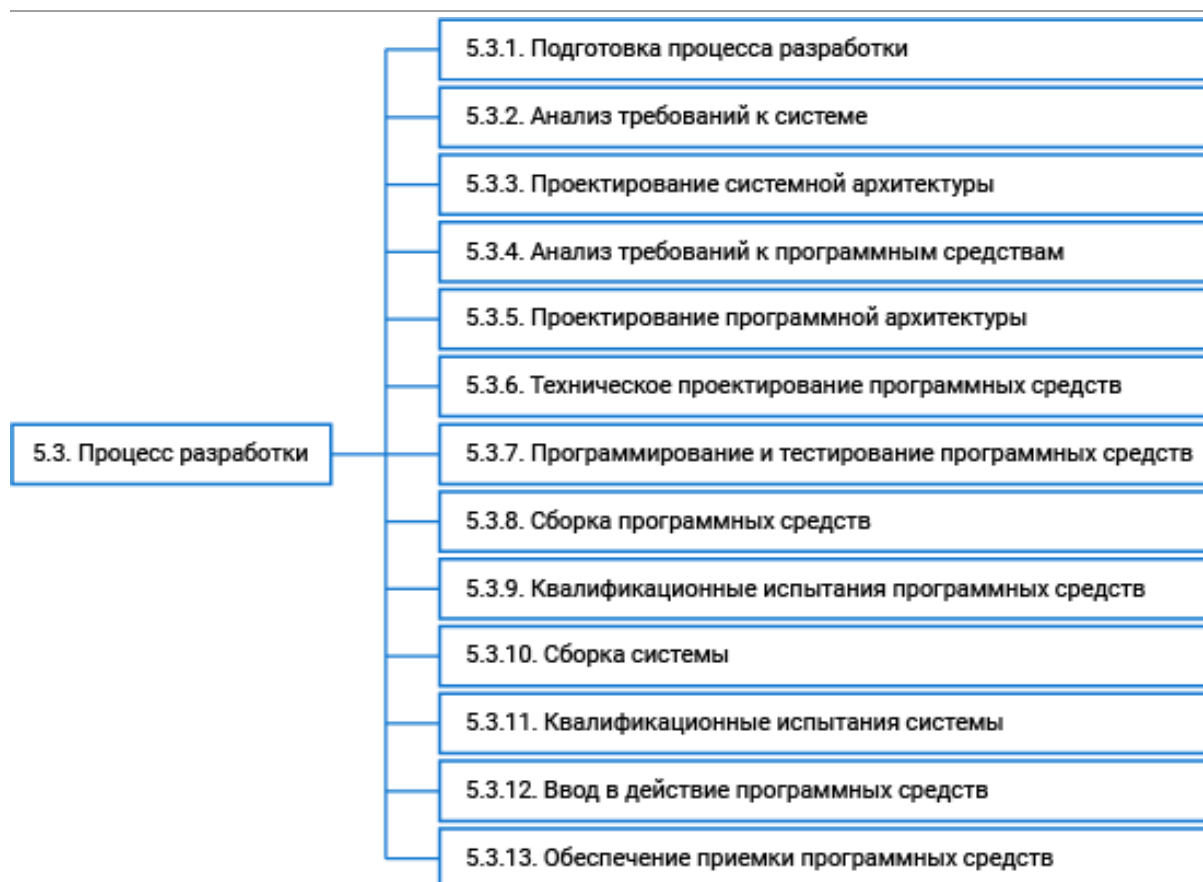 5.3.1. Подготовка процесса разработки
5.3.2. Анализ требований к системе
5.3.3. Проектирование системной архитектуры
5.3.4. Анализ требований к программным средствам
5.3.5. Проектирование программной архитектуры
5.3.6. Техническое проектирование программных средств
5.3. Процесс разработки
5.3.7. Программирование и тестирование программных средств
5.3.8. Сборка программных средств
5.3.9. Квалификационные испытания программных средств
5.3.10. Сборка системы
5.3.11. Квалификационные испытания системы
5.3.12. Ввод в действие программных средств
5.3.13. Обеспечение приемки программных средств